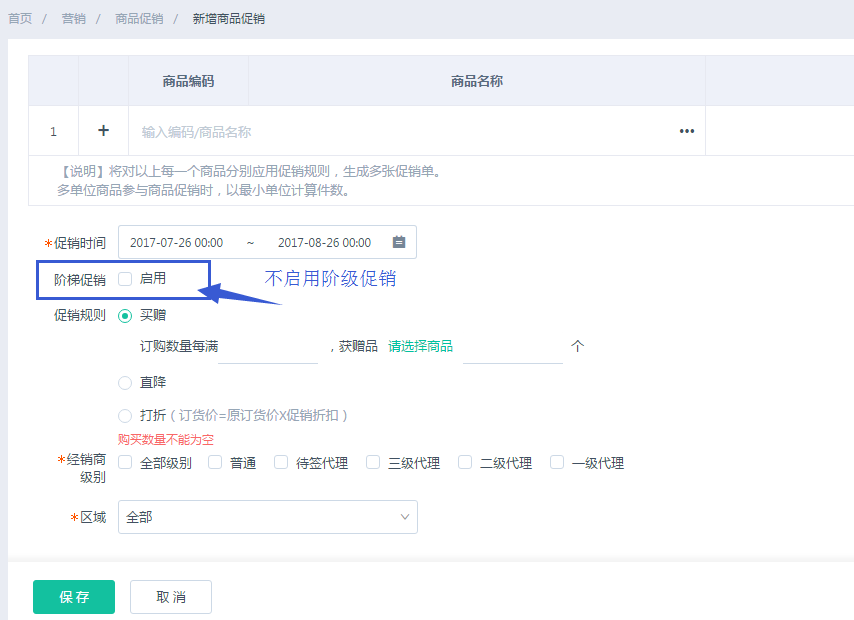 首页 / 营销 / 商品促销 / 新增商品促销
商品编码 商品名称
1 + 输入编码/商品名称 •••
【说明】将对以上每一个商品分别应用促销规则，生成多张促销单。
多单位商品参与商品促销时，以最小单位计算件数。
*促销时间 2017-07-26 00:00 ~ 2017-08-26 00:00
阶梯促销 启用 不启用阶级促销
促销规则 买赠
订购数量每满 ，获赠品 请选择商品 个
直降
打折（订货价=原订货价X促销折扣）
购买数量不能为空
*经销商
级别 全部级别 普通 待签代理 三级代理 二级代理 一级代理
*区域 全部
保存 取消